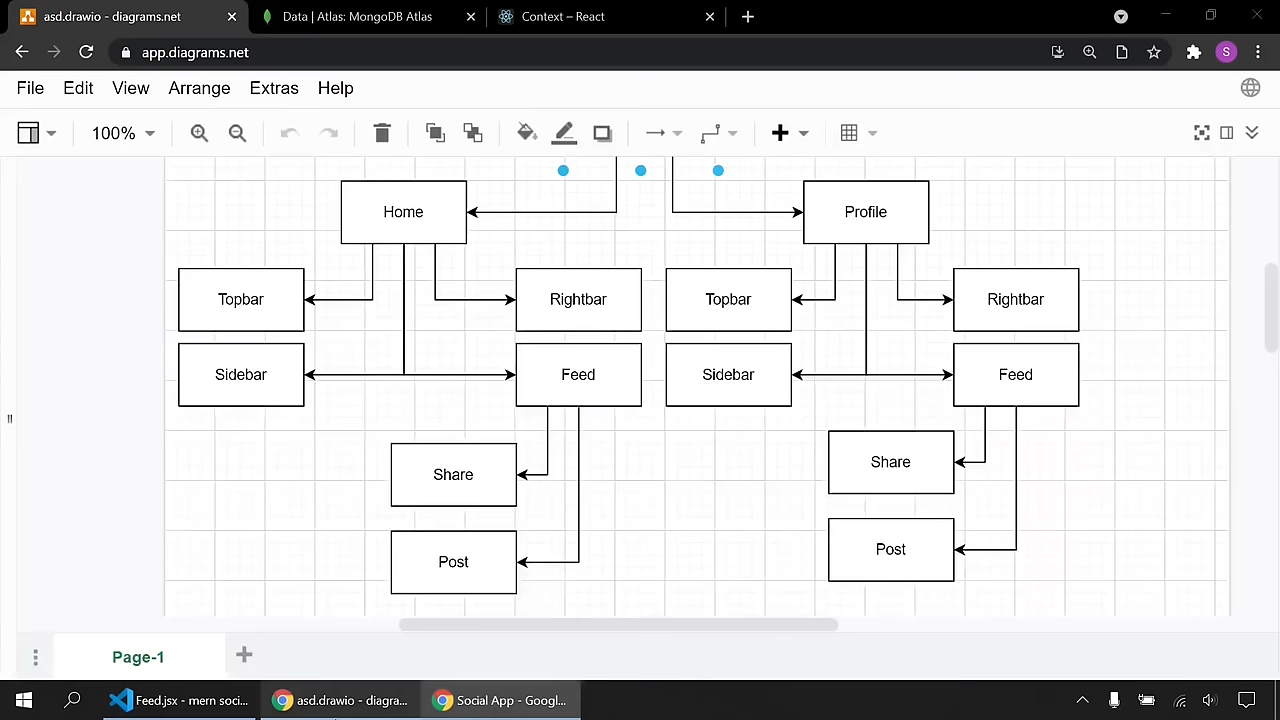 asd.drawio - diagrams.net
Data | Atlas: MongoDB Atlas
Context – React
app.diagrams.net
S
File Edit View Arrange Extras Help
100%
Home
Profile
Topbar
Rightbar
Topbar
Rightbar
Sidebar
Feed
Sidebar
Feed
Share
Share
Post
Post
Page-1
Feed.jsx - mern soci...
asd.drawio - diagra...
Social App - Googl...